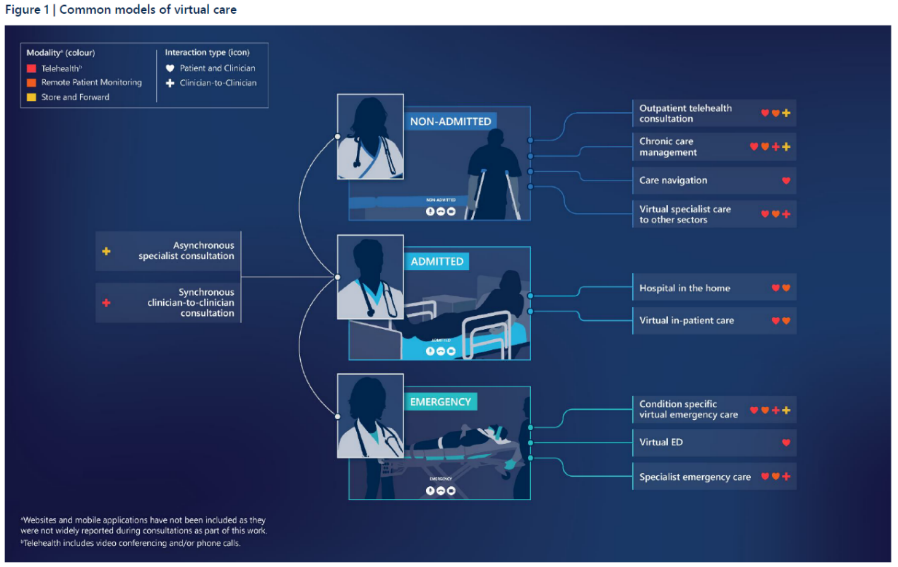 Figure 1 | Common models of virtual care
Modalityᵃ (colour)
Telehealthᵇ
Remote Patient Monitoring
Store and Forward
Interaction type (icon)
Patient and Clinician
Clinician-to-Clinician
Asynchronous
specialist consultation
Synchronous
clinician-to-clinician
consultation
NON-ADMITTED
NON-ADMITTED
Outpatient telehealth
consultation
Chronic care
management
Care navigation
Virtual specialist care
to other sectors
ADMITTED
ADMITTED
Hospital in the home
Virtual in-patient care
EMERGENCY
EMERGENCY
Condition specific
virtual emergency care
Virtual ED
Specialist emergency care
ᵃWebsites and mobile applications have not been included as they
were not widely reported during consultations as part of this work.
ᵇTelehealth includes video conferencing and/or phone calls.